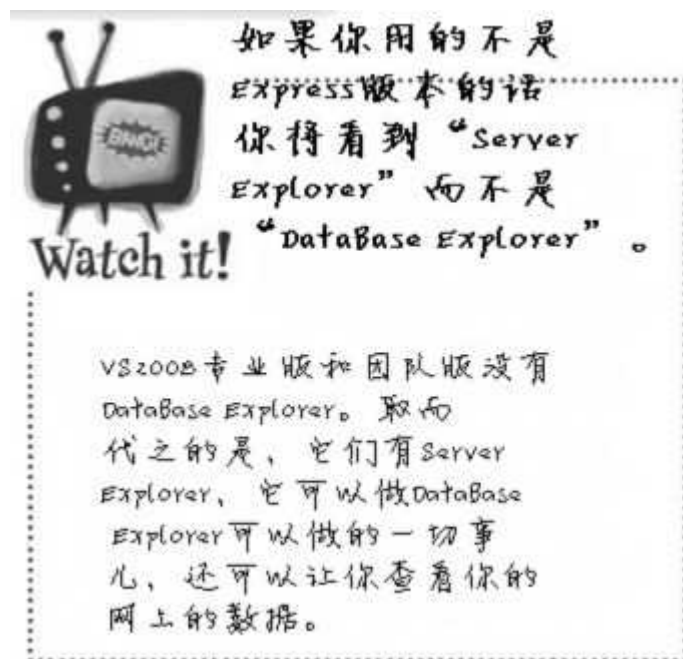 如果你用的不是
Express版本的话
你将看到“Server
Explorer”而不是
“DataBase Explorer”。
BANG!
Watch it!
VS2008专业版和团队版没有
DataBase Explorer。取而
代之的是、它们有Server
Explorer、它可以做DataBase
Explorer可以做的一切事
儿、还可以让你查看你的
网上的数据。